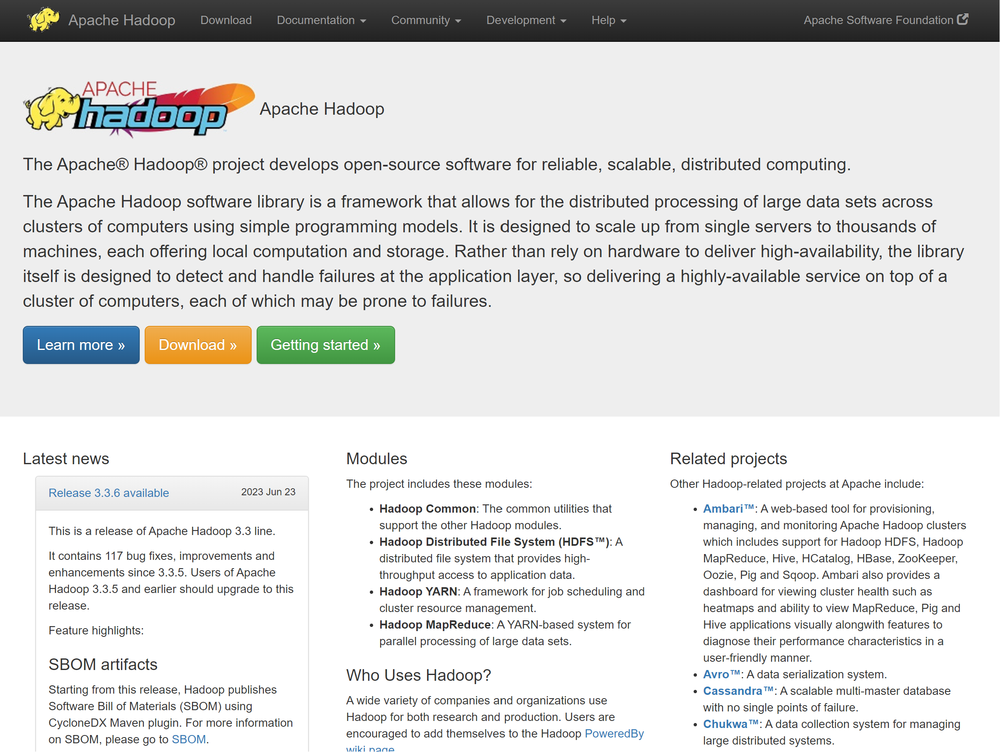 Apache Hadoop Download Documentation Community Development Help Apache Software Foundation
APACHE
hadoop
Apache Hadoop
The Apache® Hadoop® project develops open-source software for reliable, scalable, distributed computing.
The Apache Hadoop software library is a framework that allows for the distributed processing of large data sets across
clusters of computers using simple programming models. It is designed to scale up from single servers to thousands of
machines, each offering local computation and storage. Rather than rely on hardware to deliver high-availability, the library
itself is designed to detect and handle failures at the application layer, so delivering a highly-available service on top of a
cluster of computers, each of which may be prone to failures.
Learn more » Download » Getting started »
Latest news
Release 3.3.6 available 2023 Jun 23
This is a release of Apache Hadoop 3.3 line.
It contains 117 bug fixes, improvements and
enhancements since 3.3.5. Users of Apache
Hadoop 3.3.5 and earlier should upgrade to this
release.
Feature highlights:
SBOM artifacts
Starting from this release, Hadoop publishes
Software Bill of Materials (SBOM) using
CycloneDX Maven plugin. For more information
on SBOM, please go to SBOM.
Modules
The project includes these modules:
• Hadoop Common: The common utilities that
support the other Hadoop modules.
• Hadoop Distributed File System (HDFS™): A
distributed file system that provides high-
throughput access to application data.
• Hadoop YARN: A framework for job scheduling and
cluster resource management.
• Hadoop MapReduce: A YARN-based system for
parallel processing of large data sets.
Who Uses Hadoop?
A wide variety of companies and organizations use
Hadoop for both research and production. Users are
encouraged to add themselves to the Hadoop PoweredBy
wiki page
Related projects
Other Hadoop-related projects at Apache include:
• Ambari™: A web-based tool for provisioning,
managing, and monitoring Apache Hadoop clusters
which includes support for Hadoop HDFS, Hadoop
MapReduce, Hive, HCatalog, HBase, ZooKeeper,
Oozie, Pig and Sqoop. Ambari also provides a
dashboard for viewing cluster health such as
heatmaps and ability to view MapReduce, Pig and
Hive applications visually alongwith features to
diagnose their performance characteristics in a
user-friendly manner.
• Avro™: A data serialization system.
• Cassandra™: A scalable multi-master database
with no single points of failure.
• Chukwa™: A data collection system for managing
large distributed systems.